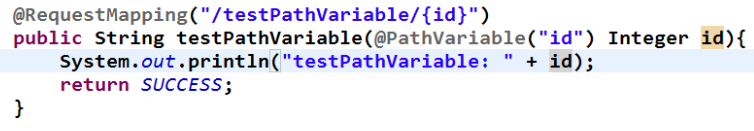 @RequestMapping("/testPathVariable/{id}")
public String testPathVariable(@PathVariable("id") Integer id){
    System.out.println("testPathVariable: " + id);
    return SUCCESS;
}